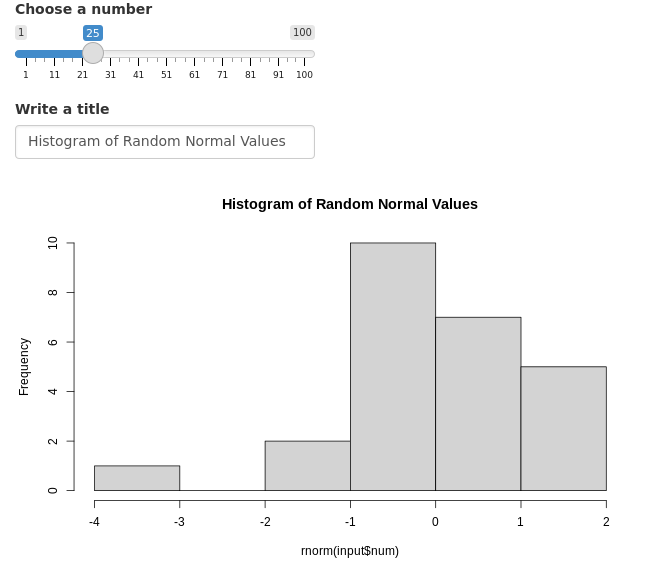 Choose a number
1 25 100
1 11 21 31 41 51 61 71 81 91 100
Write a title
Histogram of Random Normal Values
Histogram of Random Normal Values
10
8
6
4
2
0
Frequency
-4 -3 -2 -1 0 1 2
rnorm(input$num)